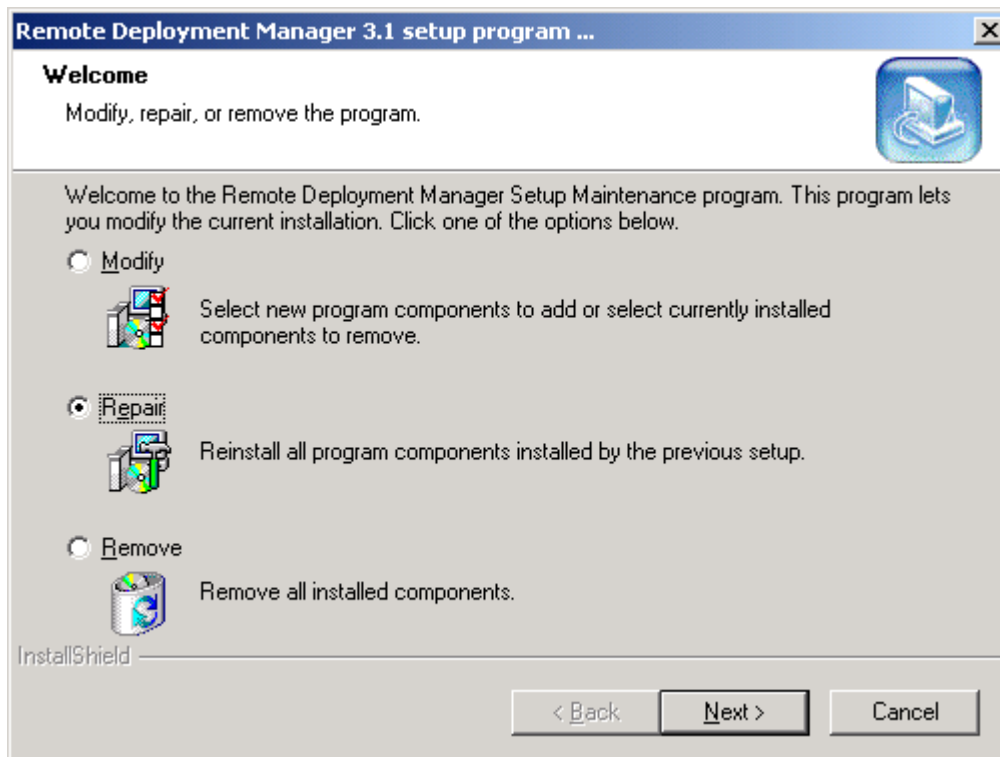 Remote Deployment Manager 3.1 setup program ...
Welcome
Modify, repair, or remove the program.
Welcome to the Remote Deployment Manager Setup Maintenance program. This program lets
you modify the current installation. Click one of the options below.
Modify
Select new program components to add or select currently installed
components to remove.
Repair
Reinstall all program components installed by the previous setup.
Remove
Remove all installed components.
InstallShield
< Back
Next >
Cancel